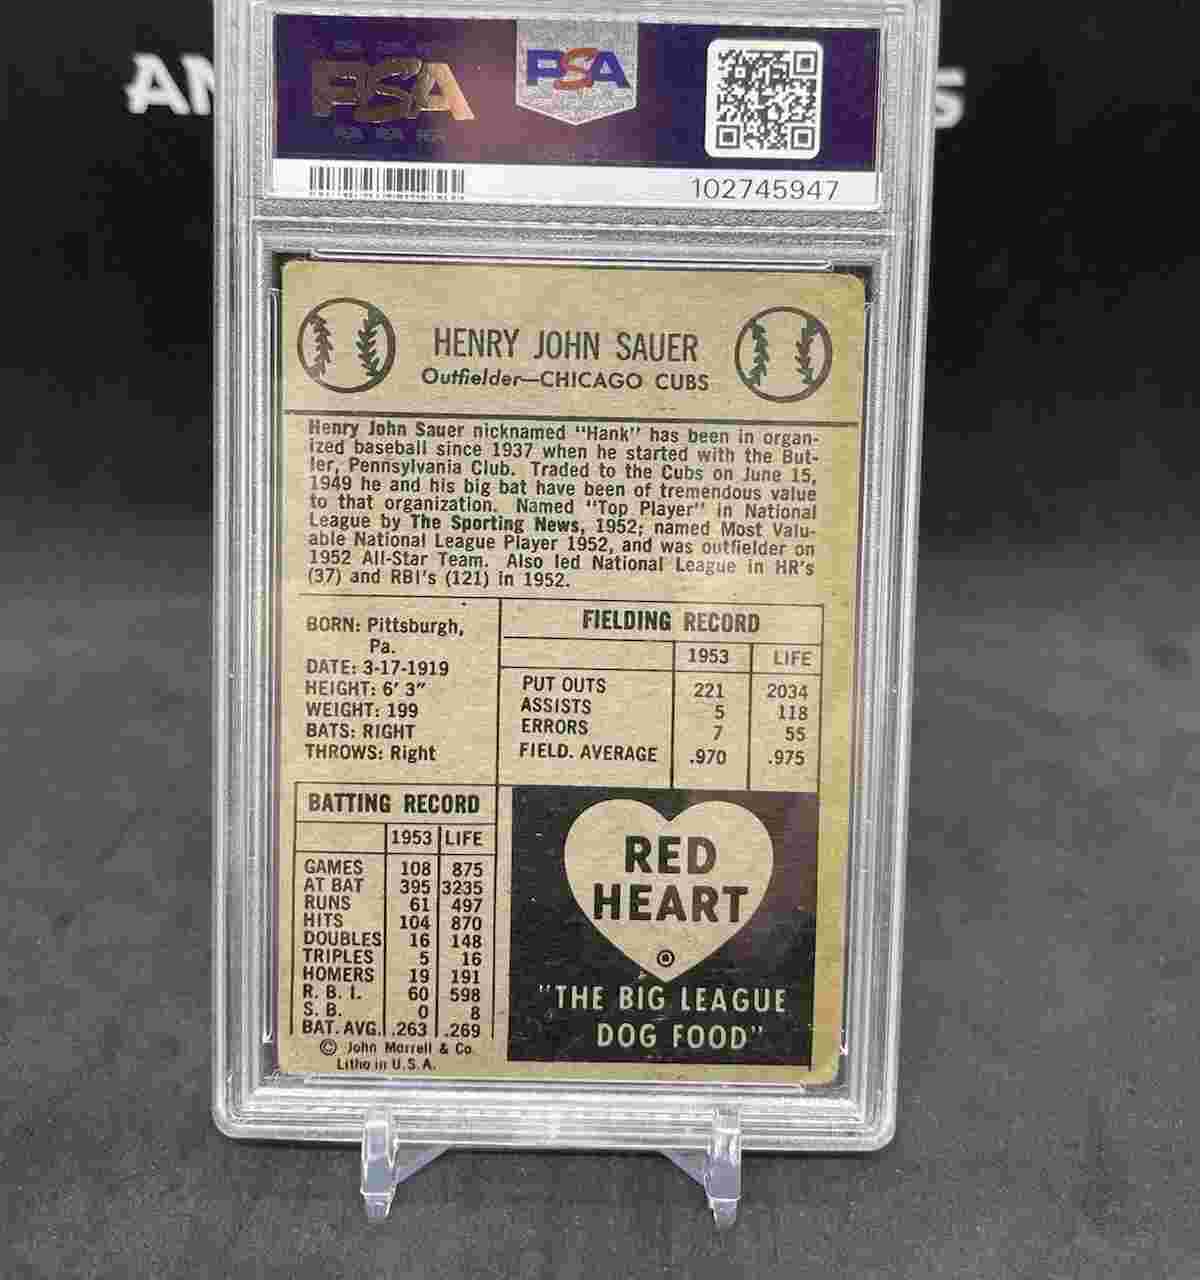 AN
S
PSA
PSA
PSA PSA PSA
102745947
HENRY JOHN SAUER
Outfielder—CHICAGO CUBS
Henry John Sauer nicknamed "Hank" has been in organ-
ized baseball since 1937 when he started with the But-
ler, Pennsylvania Club. Traded to the Cubs on June 15,
1949 he and his big bat have been of tremendous value
to that organization. Named "Top Player" in National
League by The Sporting News, 1952; named Most Valu-
able National League Player 1952, and was outfielder on
1952 All-Star Team. Also led National League in HR's
(37) and RBI's (121) in 1952.
BORN: Pittsburgh,
Pa.
DATE: 3-17-1919
HEIGHT: 6' 3"
WEIGHT: 199
BATS: RIGHT
THROWS: Right
FIELDING RECORD
1953 LIFE
PUT OUTS 221 2034
ASSISTS 5 118
ERRORS 7 55
FIELD. AVERAGE .970 .975
BATTING RECORD
1953 LIFE
GAMES 108 875
AT BAT 395 3235
RUNS 61 497
HITS 104 870
DOUBLES 16 148
TRIPLES 5 16
HOMERS 19 191
R. B. I. 60 598
S. B. 0 8
BAT. AVG. .263 .269
© John Morrell & Co.
Litho in U.S.A.
RED
HEART
®
"THE BIG LEAGUE
DOG FOOD"